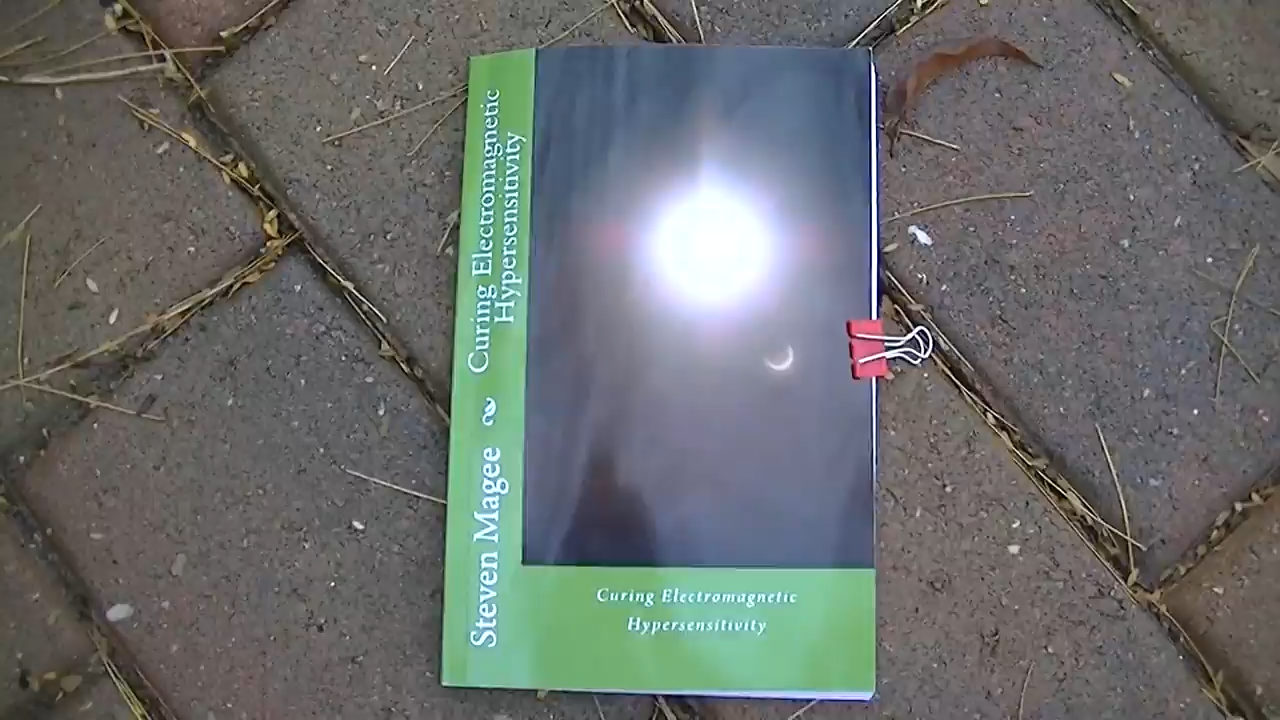 Steven Magee
Curing Electromagnetic
Hypersensitivity
Curing Electromagnetic
Hypersensitivity